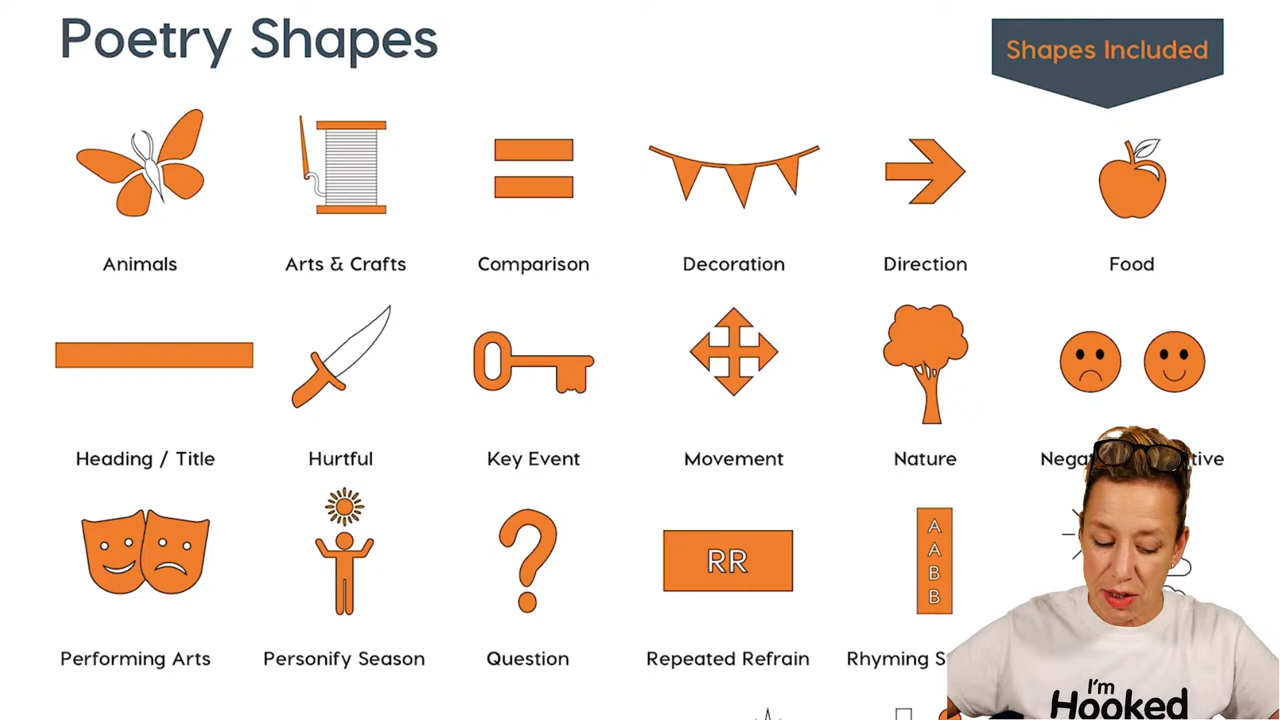 Poetry Shapes
Shapes Included
Animals
Arts & Crafts
Comparison
Decoration
Direction
Food
Heading / Title
Hurtful
Key Event
Movement
Nature
RR
A
A
B
B
Performing Arts
Personify Season
Question
Repeated Refrain
Rhyming
I'm
Hooked